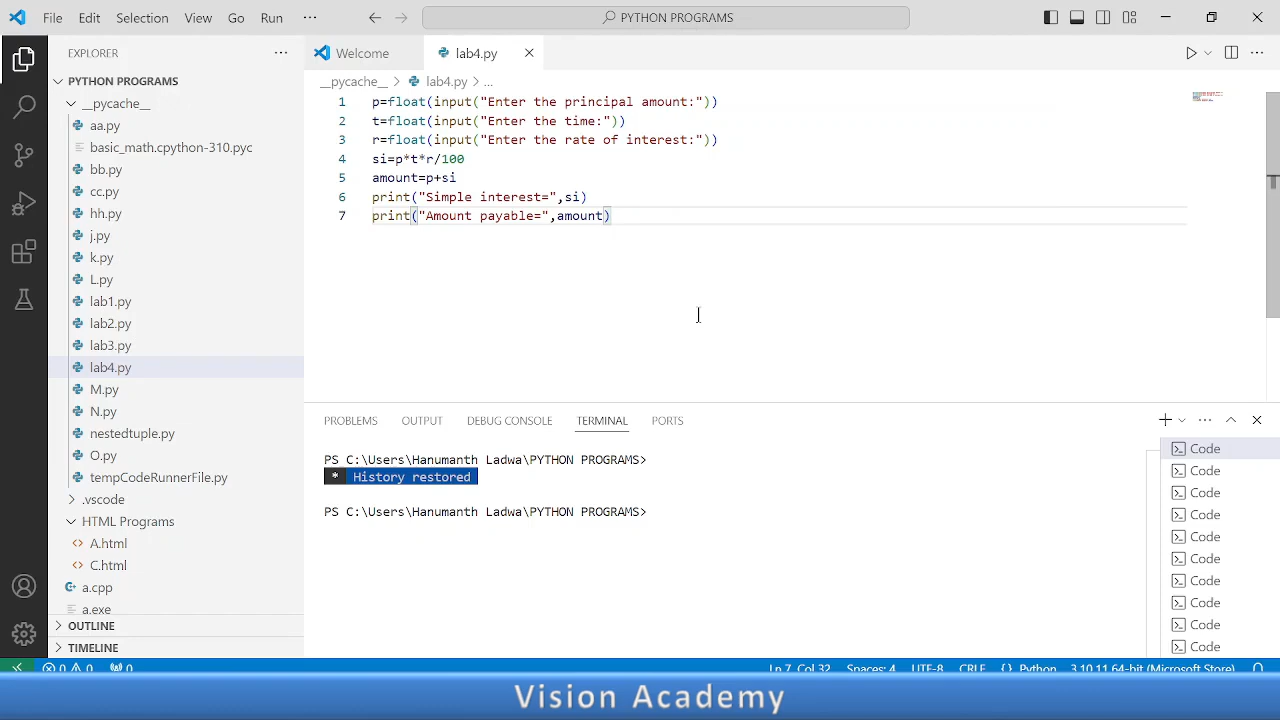 File Edit Selection View Go Run ··· PYTHON PROGRAMS
EXPLORER ···
PYTHON PROGRAMS
__pycache__
aa.py
basic_math.cpython-310.pyc
bb.py
cc.py
hh.py
j.py
k.py
L.py
lab1.py
lab2.py
lab3.py
lab4.py
M.py
N.py
nestedtuple.py
O.py
tempCodeRunnerFile.py
.vscode
HTML Programs
A.html
C.html
a.cpp
a.exe
OUTLINE
TIMELINE
Welcome lab4.py
__pycache__ > lab4.py > ...
1 p=float(input("Enter the principal amount:"))
2 t=float(input("Enter the time:"))
3 r=float(input("Enter the rate of interest:"))
4 si=p*t*r/100
5 amount=p+si
6 print("Simple interest=",si)
7 print("Amount payable=",amount)
PROBLEMS OUTPUT DEBUG CONSOLE TERMINAL PORTS
PS C:\Users\Hanumanth Ladwa\PYTHON PROGRAMS>
* History restored
PS C:\Users\Hanumanth Ladwa\PYTHON PROGRAMS>
Code
Code
Code
Code
Code
Code
Code
Code
Code
Code
0 0 0 Ln 7, Col 32 Spaces: 4 UTF-8 CRLF {} Python 3.10.11 64-bit (Microsoft Store)
Vision Academy